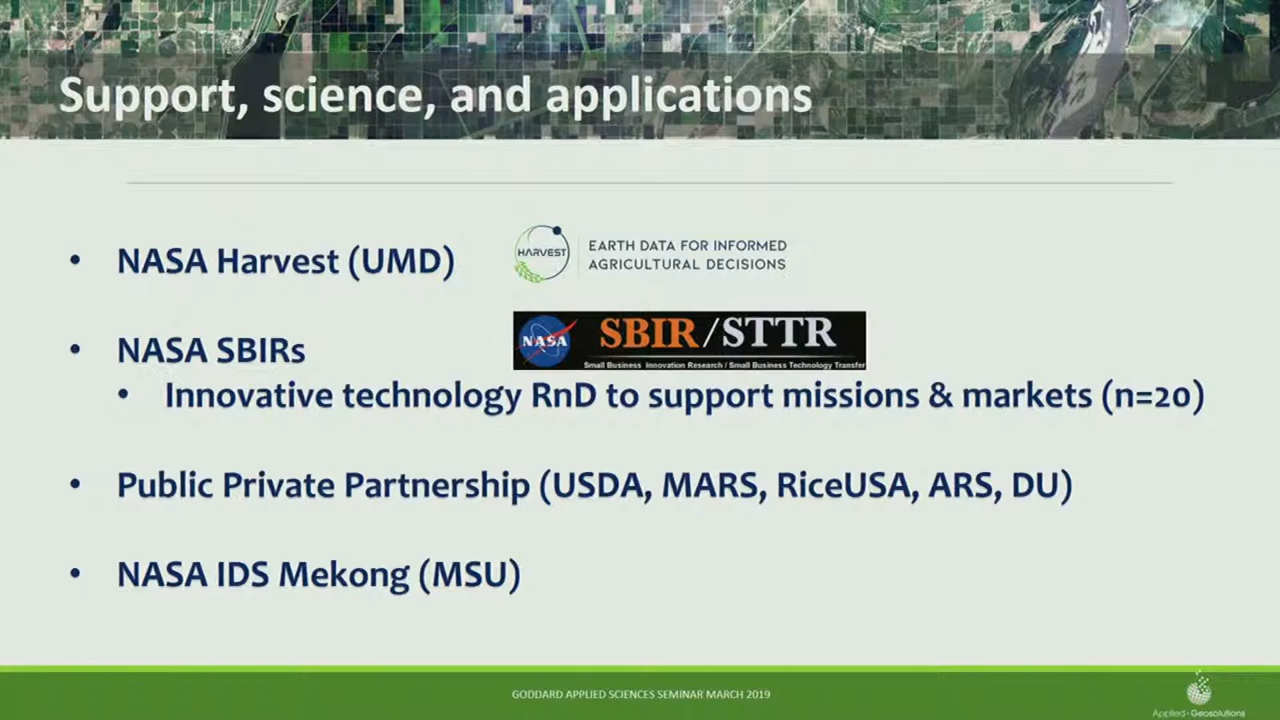 Support, science, and applications
• NASA Harvest (UMD)
HARVEST
EARTH DATA FOR INFORMED
AGRICULTURAL DECISIONS
• NASA SBIRs
NASA
SBIR/STTR
Small Business Innovation Research / Small Business Technology Transfer
• Innovative technology RnD to support missions & markets (n=20)
• Public Private Partnership (USDA, MARS, RiceUSA, ARS, DU)
• NASA IDS Mekong (MSU)
GODDARD APPLIED SCIENCES SEMINAR MARCH 2019
Applied•Geosolutions